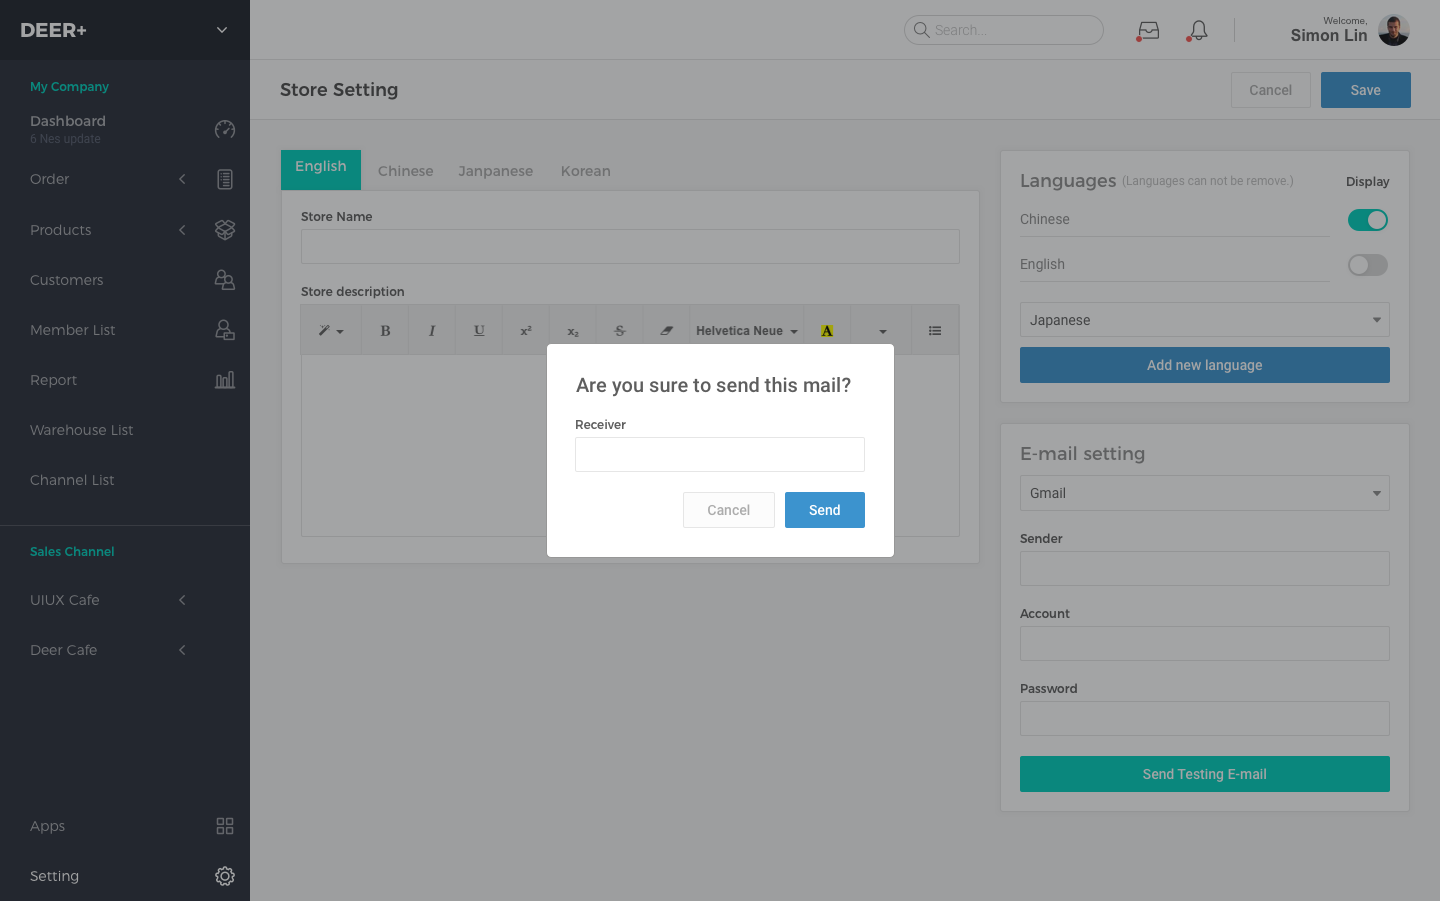 DEER+
Search...
Welcome,
Simon Lin
My Company
Dashboard
6 Nes update
Order
Products
Customers
Member List
Report
Warehouse List
Channel List
Sales Channel
UIUX Cafe
Deer Cafe
Apps
Setting
Store Setting
Cancel
Save
English
Chinese
Janpanese
Korean
Store Name
Store description
B
I
U
x²
x₂
S
Helvetica Neue
A
Are you sure to send this mail?
Receiver
Cancel
Send
Languages (Languages can not be remove.)
Display
Chinese
English
Japanese
Add new language
E-mail setting
Gmail
Sender
Account
Password
Send Testing E-mail